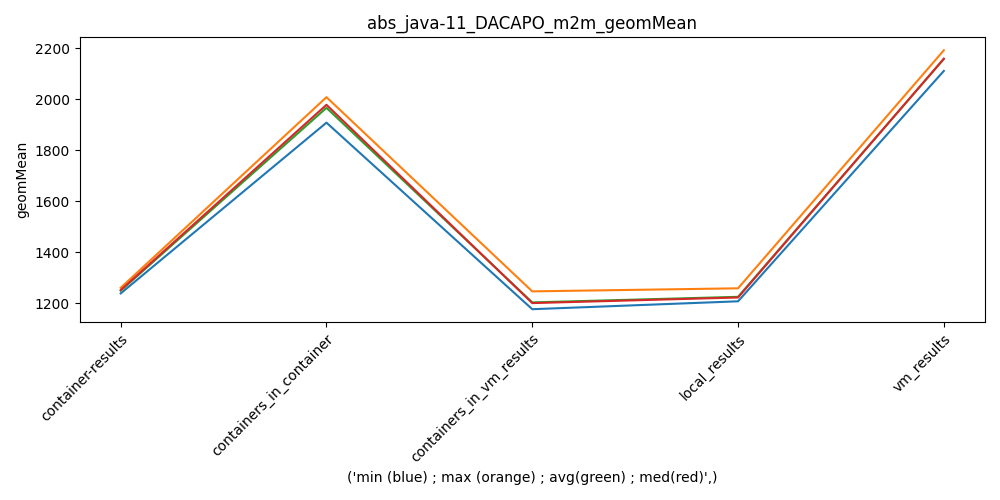 abs_java-11_DACAPO_m2m_geomMean
geomMean
2200
2000
1800
1600
1400
1200
container-results
containers_in_container
containers_in_vm_results
local_results
vm_results
('min (blue) ; max (orange) ; avg(green) ; med(red)',)